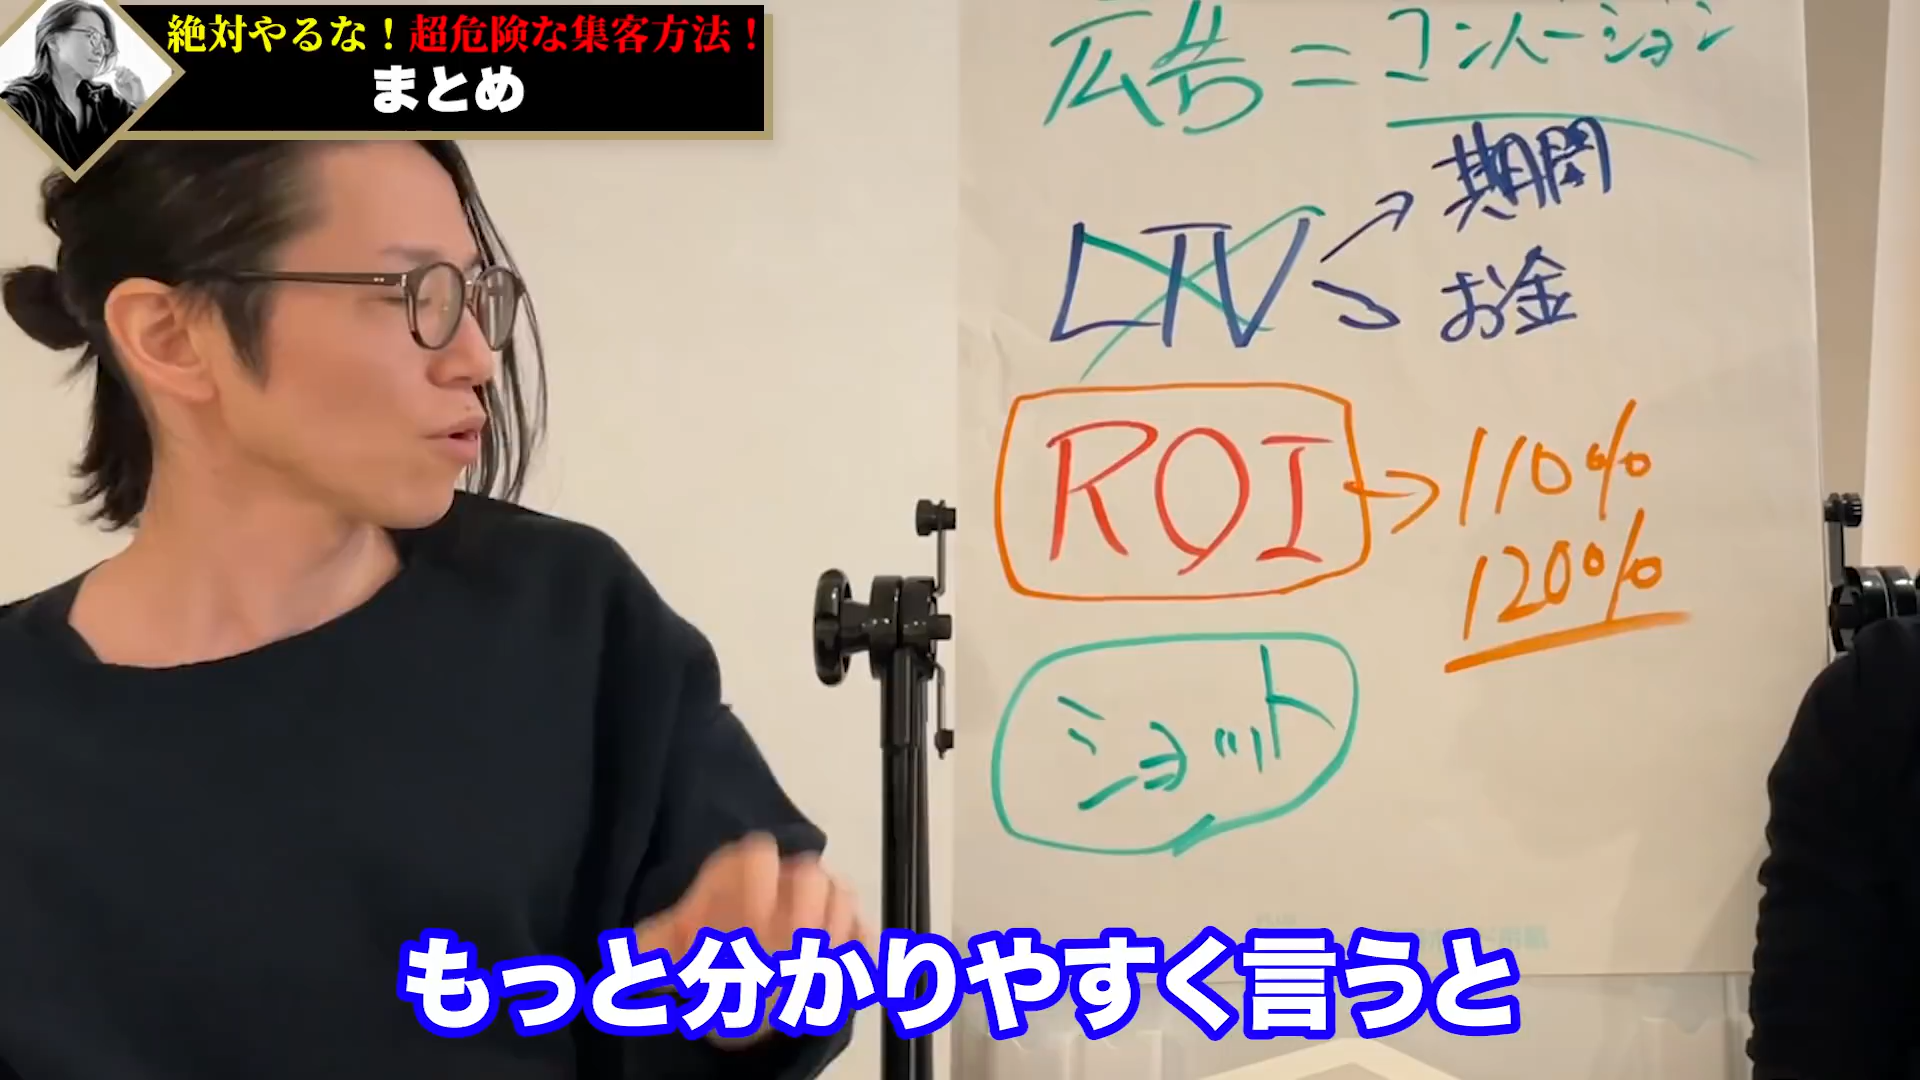 絶対やるな！超危険な集客方法！
まとめ
広告=コンバーション
LTV
期間
お金
ROI
110%
120%
ショット
もっと分かりやすく言うと